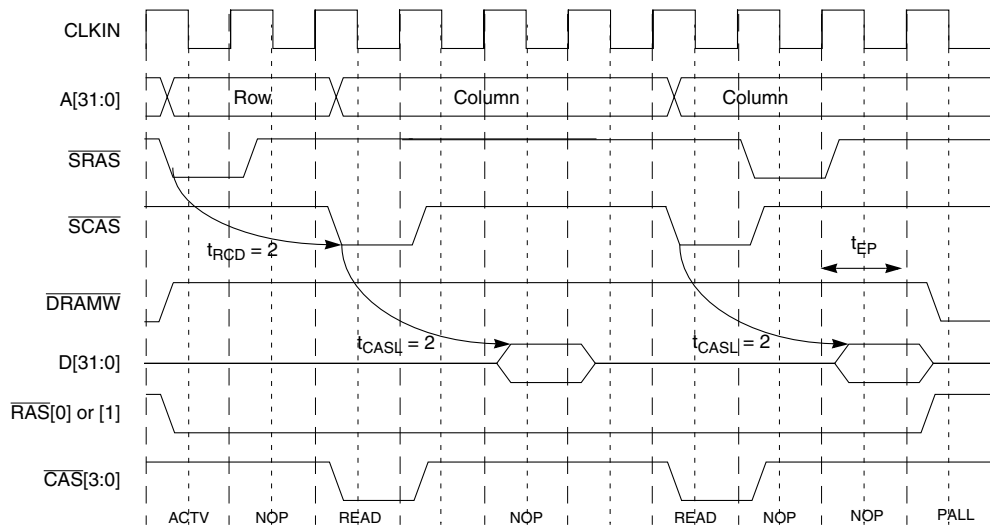 CLKIN
A[31:0] Row Column Column
SRAS
SCAS
tRCD = 2
tEP
DRAMW
tCASL = 2 tCASL = 2
D[31:0]
RAS[0] or [1]
CAS[3:0]
ACTV NOP READ NOP READ NOP NOP PALL